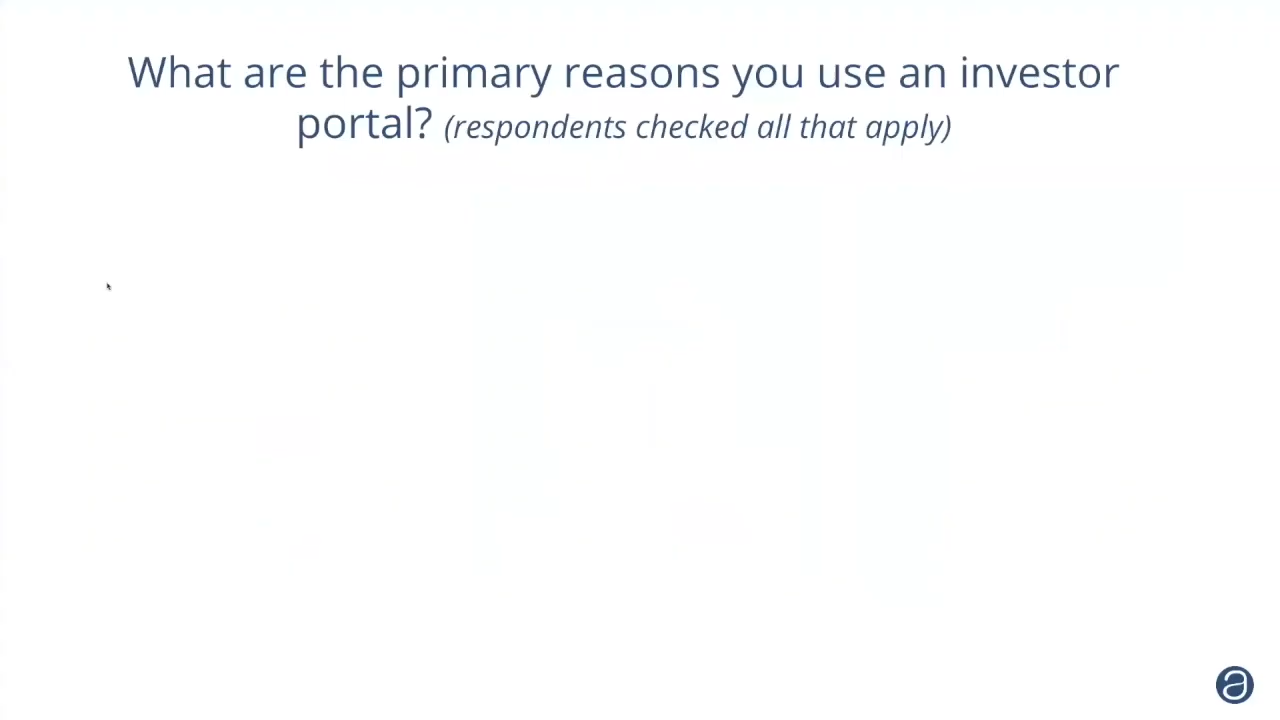 What are the primary reasons you use an investor
portal? (respondents checked all that apply)